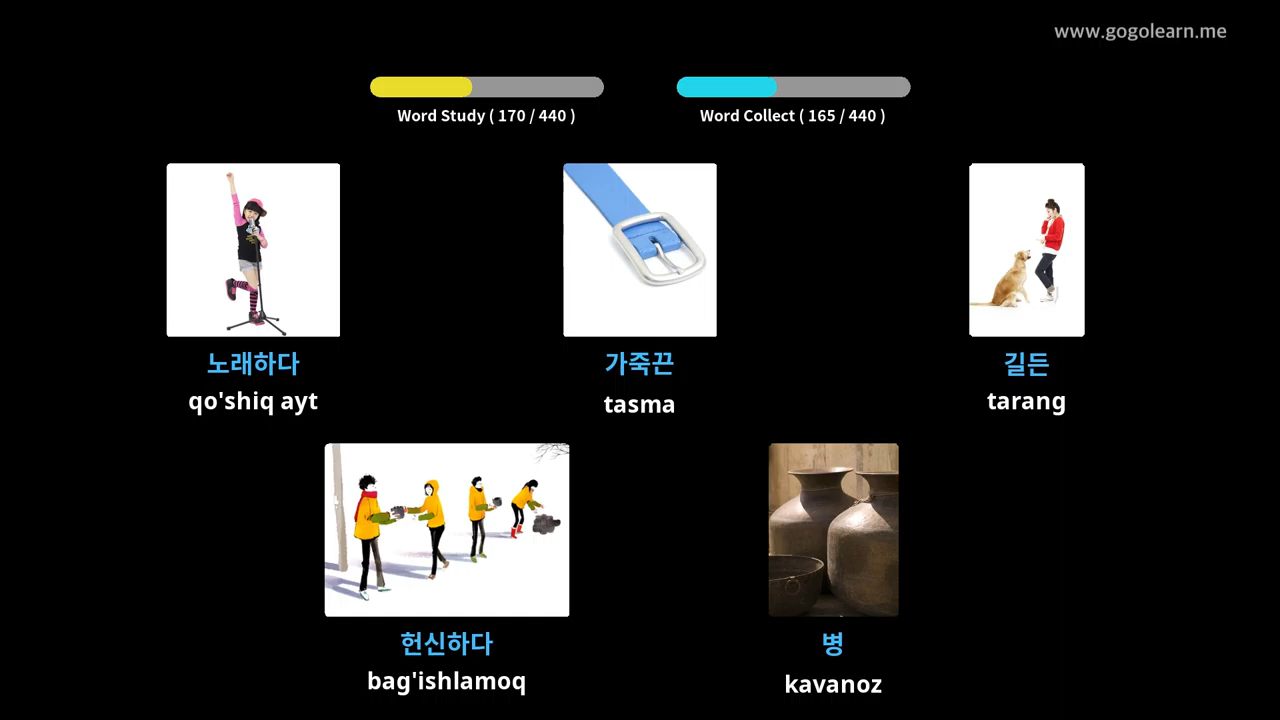 www.gogolearn.me
Word Study ( 170 / 440 )
Word Collect ( 165 / 440 )
노래하다
qo'shiq ayt
가죽끈
tasma
길든
tarang
헌신하다
bag'ishlamoq
병
kavanoz